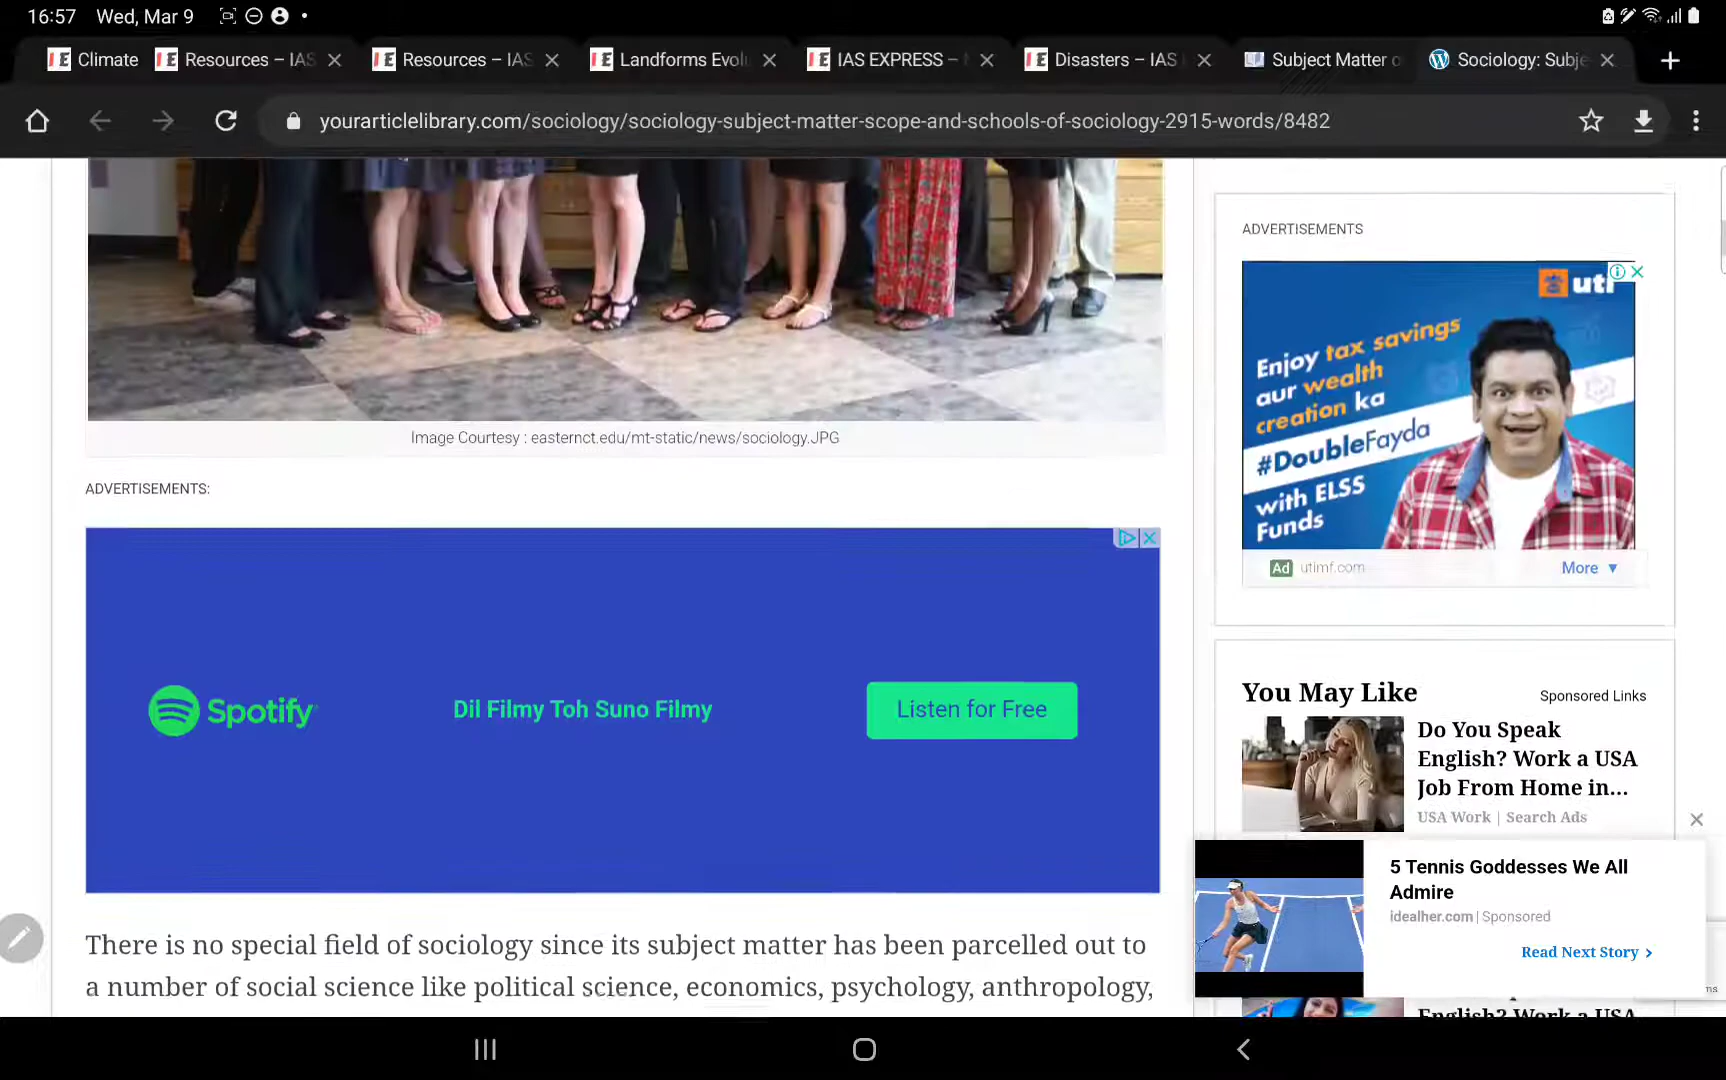 16:57 Wed, Mar 9
Climate
Resources – IAS
Resources – IAS
Landforms Evolu
IAS EXPRESS –
Disasters – IAS
Subject Matter o
Sociology: Subje
yourarticlelibrary.com/sociology/sociology-subject-matter-scope-and-schools-of-sociology-2915-words/8482
Image Courtesy : easternct.edu/mt-static/news/sociology.JPG
ADVERTISEMENTS:
Spotify
Dil Filmy Toh Suno Filmy
Listen for Free
There is no special field of sociology since its subject matter has been parcelled out to
a number of social science like political science, economics, psychology, anthropology,
ADVERTISEMENTS
uti
Enjoy tax savings
aur wealth
creation ka
#DoubleFayda
with ELSS
Funds
Ad utimf.com
More
You May Like
Sponsored Links
Do You Speak
English? Work a USA
Job From Home in...
USA Work | Search Ads
5 Tennis Goddesses We All
Admire
idealher.com | Sponsored
Read Next Story
English? Work a USA